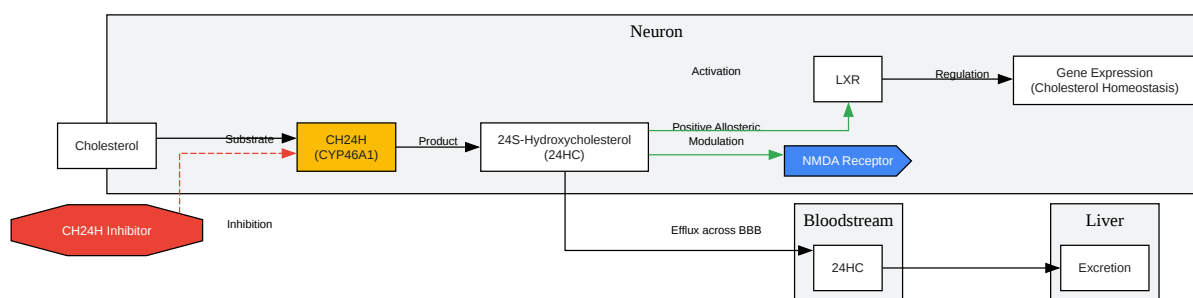 Neuron
Activation
LXR
Regulation
Gene Expression
(Cholesterol Homeostasis)
Cholesterol
Substrate
CH24H
(CYP46A1)
Product
24S-Hydroxycholesterol
(24HC)
Positive Allosteric
Modulation
NMDA Receptor
CH24H Inhibitor
Inhibition
Efflux across BBB
Bloodstream
24HC
Liver
Excretion